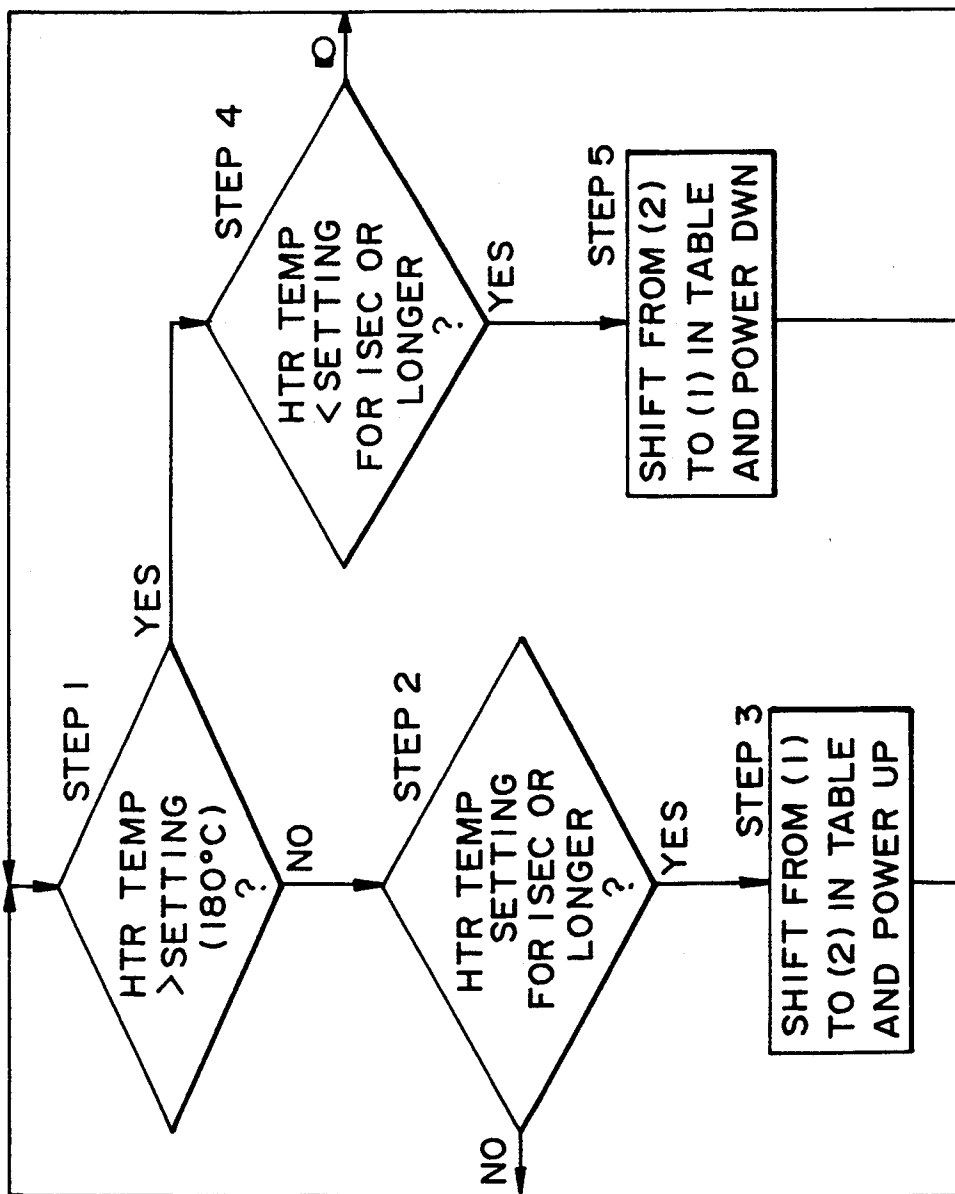 STEP 1
HTR TEMP
>SETTING
(180°C)
?
YES
NO
STEP 2
HTR TEMP
SETTING
FOR 1SEC OR
LONGER
?
NO
YES
STEP 3
SHIFT FROM (1)
TO (2) IN TABLE
AND POWER UP
STEP 4
HTR TEMP
<SETTING
FOR 1SEC OR
LONGER
?
YES
STEP 5
SHIFT FROM (2)
TO (1) IN TABLE
AND POWER DWN